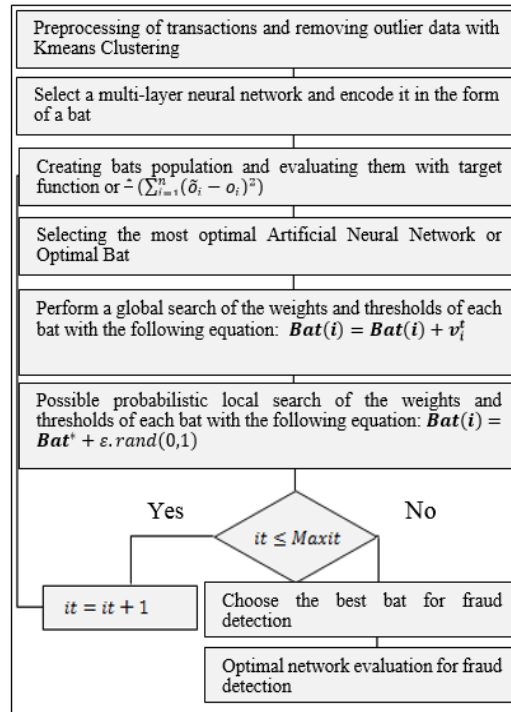 Preprocessing of transactions and removing outlier data with
Kmeans Clustering
Select a multi-layer neural network and encode it in the form
of a bat
Creating bats population and evaluating them with target
function or (∑ⁿᵢ₌₁(õᵢ − oᵢ)²)
Selecting the most optimal Artificial Neural Network or
Optimal Bat
Perform a global search of the weights and thresholds of each
bat with the following equation: Bat(i) = Bat(i) + vᵢᵗ
Possible probabilistic local search of the weights and
thresholds of each bat with the following equation: Bat(i) =
Bat* + ε.rand(0,1)
Yes
No
it ≤ Maxit
it = it + 1
Choose the best bat for fraud
detection
Optimal network evaluation for fraud
detection